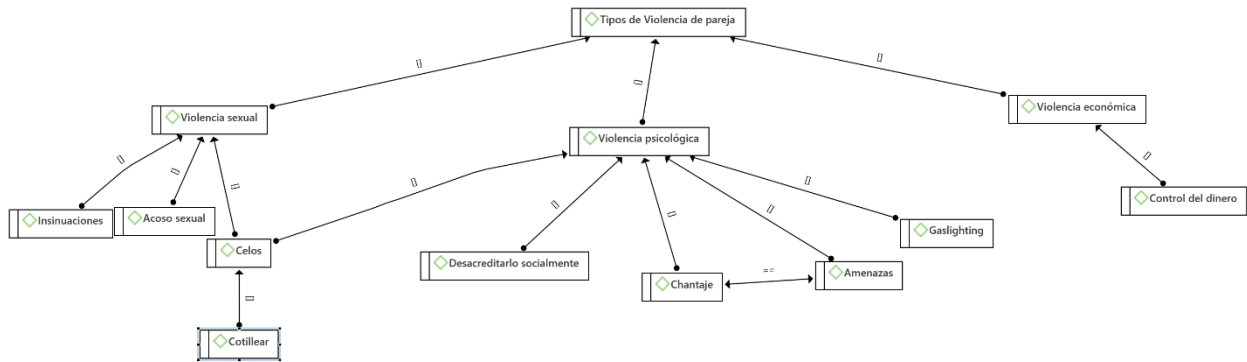 Tipos de Violencia de pareja
[]
[]
[]
Violencia sexual
Violencia psicológica
Violencia económica
[]
[]
[]
[]
[]
[]
[]
[]
[]
Insinuaciones
Acoso sexual
Celos
Desacreditarlo socialmente
Chantaje
==
Amenazas
Gaslighting
Control del dinero
[]
Cotillear